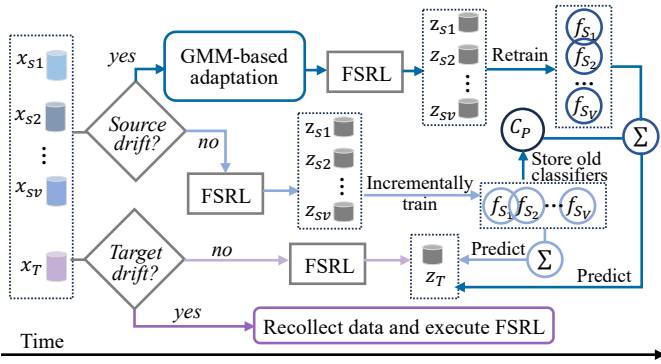 x_{s1}
x_{s2}
⋮
x_{sv}
x_T
yes
Source
drift?
no
GMM-based
adaptation
FSRL
z_{s1}
z_{s2}
⋮
z_{sv}
Retrain
f_{S_1}
f_{S_2}
...
f_{S_V}
C_P
Σ
FSRL
z_{s1}
z_{s2}
⋮
z_{sv}
Incrementally
train
Store old
classifiers
f_{S_1} f_{S_2} ... f_{S_V}
Σ
Predict
Predict
Target
drift?
no
FSRL
z_T
yes
Recollect data and execute FSRL
Time